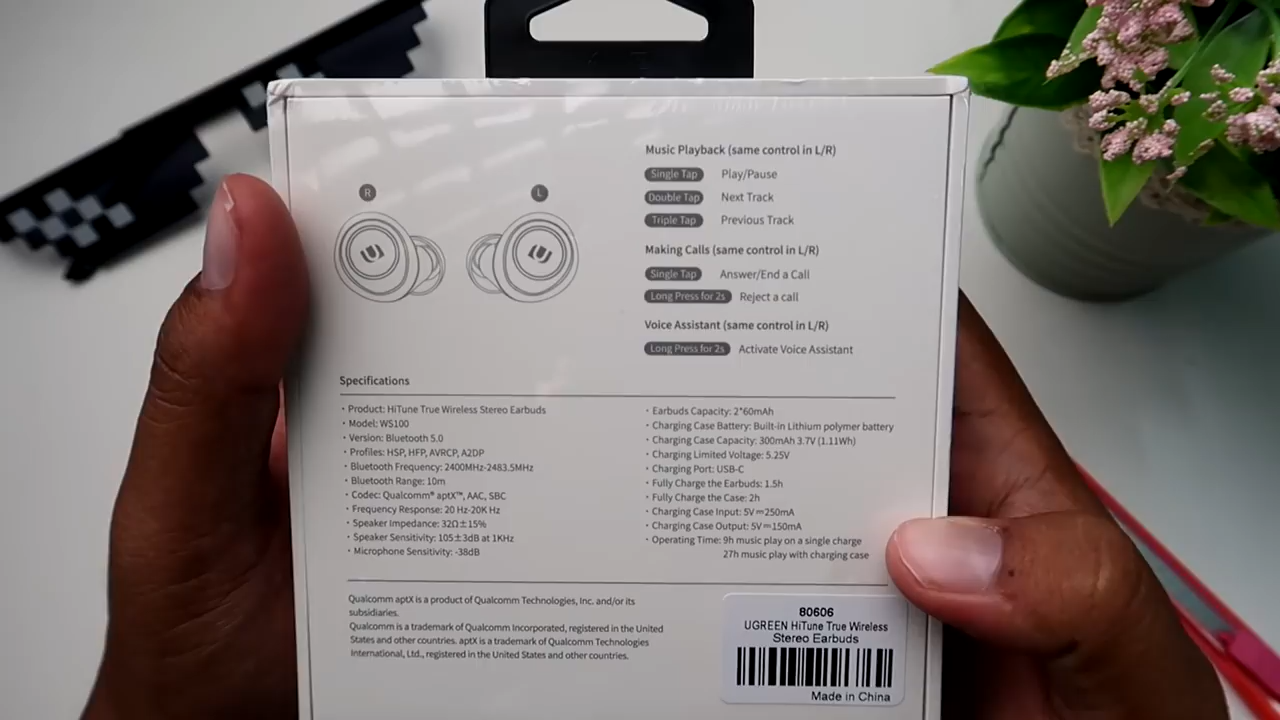 R
L
Music Playback (same control in L/R)
Single Tap Play/Pause
Double Tap Next Track
Triple Tap Previous Track
Making Calls (same control in L/R)
Single Tap Answer/End a Call
Long Press for 2s Reject a call
Voice Assistant (same control in L/R)
Long Press for 2s Activate Voice Assistant
Specifications
· Product: HiTune True Wireless Stereo Earbuds
· Model: WS100
· Version: Bluetooth 5.0
· Profiles: HSP, HFP, AVRCP, A2DP
· Bluetooth Frequency: 2400MHz-2483.5MHz
· Bluetooth Range: 10m
· Codec: Qualcomm® aptX™, AAC, SBC
· Frequency Response: 20 Hz-20K Hz
· Speaker Impedance: 32Ω±15%
· Speaker Sensitivity: 105±3dB at 1KHz
· Microphone Sensitivity: -38dB
· Earbuds Capacity: 2*60mAh
· Charging Case Battery: Built-in Lithium polymer battery
· Charging Case Capacity: 300mAh 3.7V (1.11Wh)
· Charging Limited Voltage: 5.25V
· Charging Port: USB-C
· Fully Charge the Earbuds: 1.5h
· Fully Charge the Case: 2h
· Charging Case Input: 5V⎓250mA
· Charging Case Output: 5V⎓150mA
· Operating Time: 9h music play on a single charge
27h music play with charging case
Qualcomm aptX is a product of Qualcomm Technologies, Inc. and/or its
subsidiaries.
Qualcomm is a trademark of Qualcomm Incorporated, registered in the United
States and other countries. aptX is a trademark of Qualcomm Technologies
International, Ltd., registered in the United States and other countries.
80606
UGREEN HiTune True Wireless
Stereo Earbuds
Made in China